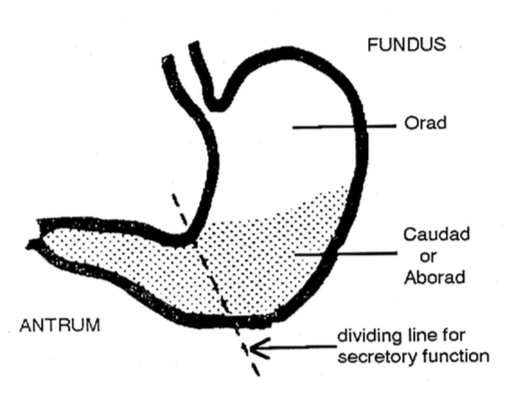 FUNDUS
Orad
Caudad
or
Aborad
ANTRUM
dividing line for
secretory function